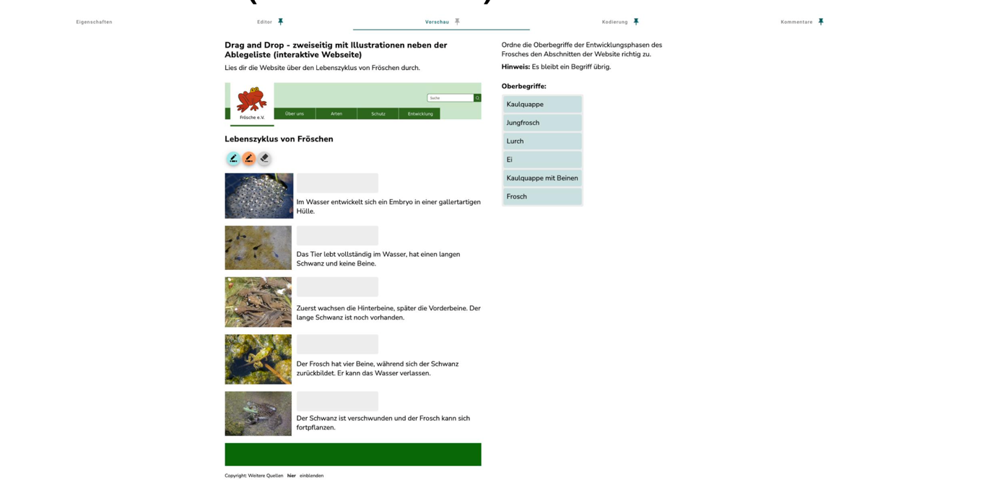 Eigenschaften
Editor
Vorschau
Kodierung
Kommentare
Drag and Drop - zweiseitig mit Illustrationen neben der
Ablegeliste (interaktive Webseite)
Lies dir die Website über den Lebenszyklus von Fröschen durch.
Suche
Frösche e.V.
Über uns
Arten
Schutz
Entwicklung
Lebenszyklus von Fröschen
Im Wasser entwickelt sich ein Embryo in einer gallertartigen
Hülle.
Das Tier lebt vollständig im Wasser, hat einen langen
Schwanz und keine Beine.
Zuerst wachsen die Hinterbeine, später die Vorderbeine. Der
lange Schwanz ist noch vorhanden.
Der Frosch hat vier Beine, während sich der Schwanz
zurückbildet. Er kann das Wasser verlassen.
Der Schwanz ist verschwunden und der Frosch kann sich
fortpflanzen.
Copyright: Weitere Quellen hier einblenden
Ordne die Oberbegriffe der Entwicklungsphasen des
Frosches den Abschnitten der Website richtig zu.
Hinweis: Es bleibt ein Begriff übrig.
Oberbegriffe:
Kaulquappe
Jungfrosch
Lurch
Ei
Kaulquappe mit Beinen
Frosch